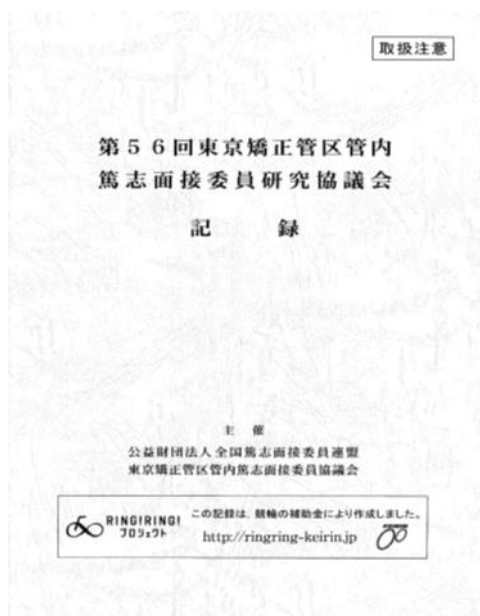 取扱注意
第５６回東京矯正管区管内
篤志面接委員研究協議会
記　　録
主　催
公益財団法人全国篤志面接委員連盟
東京矯正管区管内篤志面接委員協議会
RING!RING!
プロジェクト
この記録は、競輪の補助金により作成しました。
http://ringring-keirin.jp